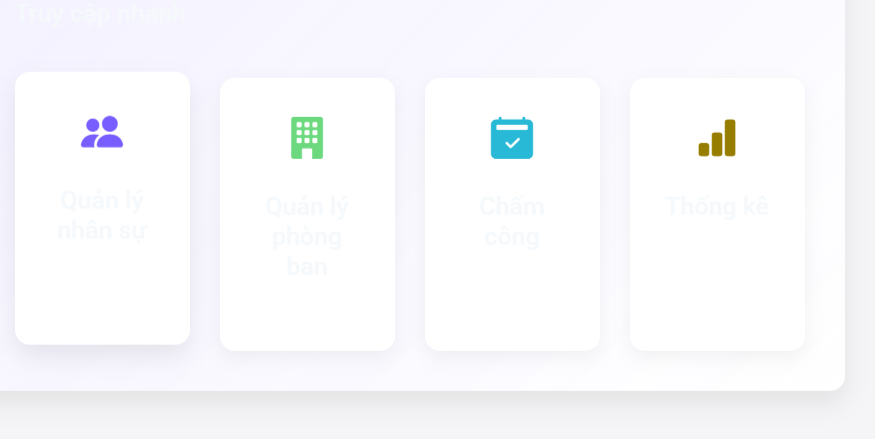 Truy cập nhanh
Quản lý
nhân sự
Quản lý
phòng
ban
Chấm
công
Thống kê